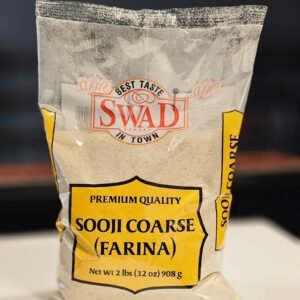 BEST TASTE
SWAD
®
IN TOWN
PREMIUM QUALITY
SOOJI COARSE
(FARINA)
Net Wt 2 lbs (32 oz) 908 g
SOOJI COARSE